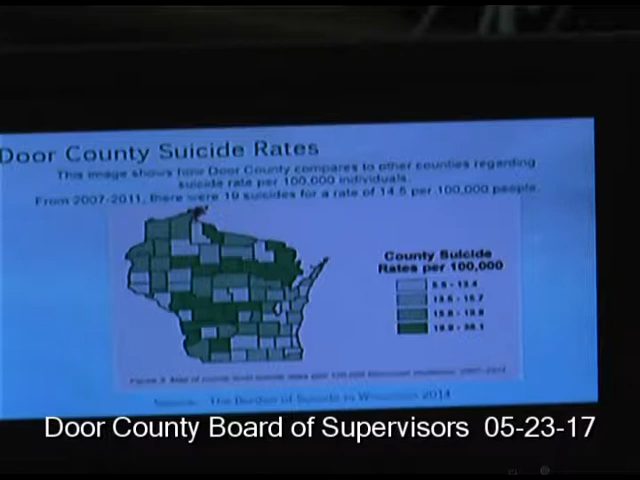 Door County Suicide Rates
This image shows how Door County compares to other counties regarding
suicide rate per 100,000 individuals.
From 2007-2011, there were 19 suicides for a rate of 14.5 per 100,000 people.
County Suicide
Rates per 100,000
Source: The Burden of Suicide in Wisconsin 2014
Door County Board of Supervisors 05-23-17